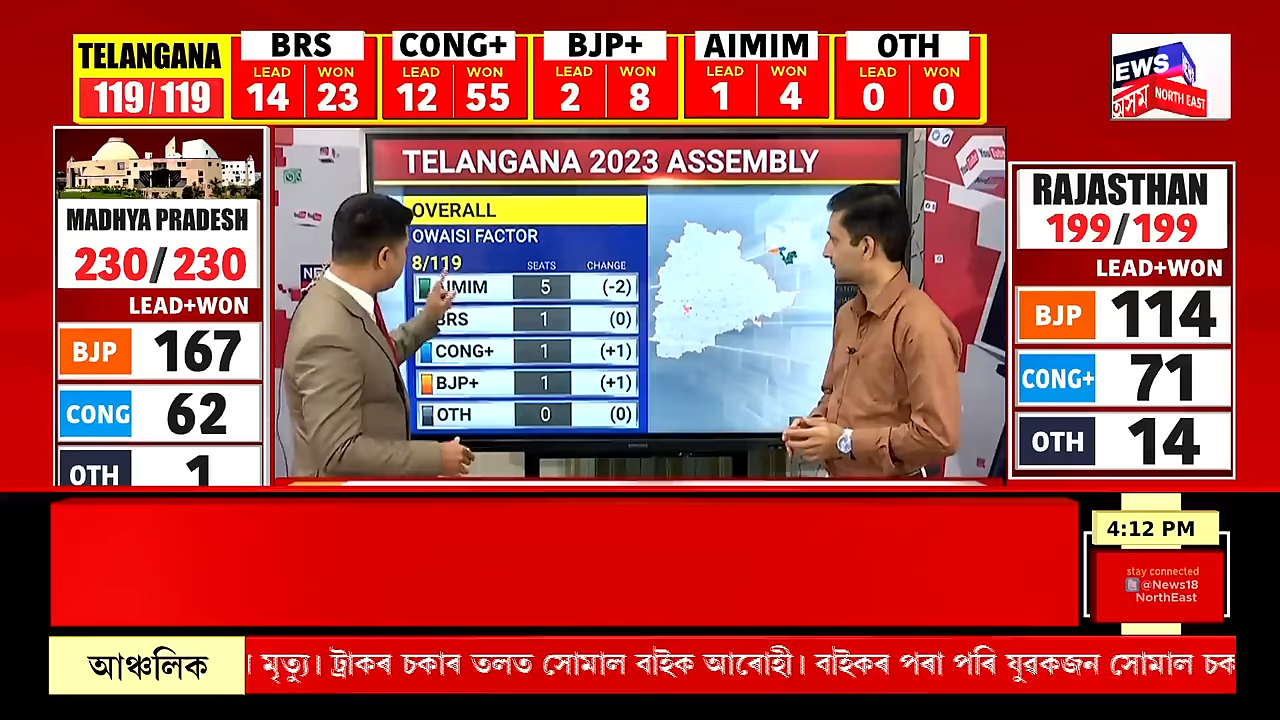 TELANGANA
119/119
BRS
LEAD WON
14 23
CONG+
LEAD WON
12 55
BJP+
LEAD WON
2 8
AIMIM
LEAD WON
1 4
OTH
LEAD WON
0 0
EWS
অসম
NORTH EAST
MADHYA PRADESH
230/230
LEAD+WON
BJP 167
CONG 62
OTH 1
TELANGANA 2023 ASSEMBLY
OVERALL
OWAISI FACTOR
8/119 SEATS CHANGE
AIMIM 5 (-2)
BRS 1 (0)
CONG+ 1 (+1)
BJP+ 1 (+1)
OTH 0 (0)
RAJASTHAN
199/199
LEAD+WON
BJP 114
CONG+ 71
OTH 14
4:12 PM
stay connected
@News18
NorthEast
আঞ্চলিক
মৃত্যু। ট্ৰাকৰ চকাৰ তলত সোমাল বাইক আৰোহী। বাইকৰ পৰা পৰি যুৱকজন সোমাল চক